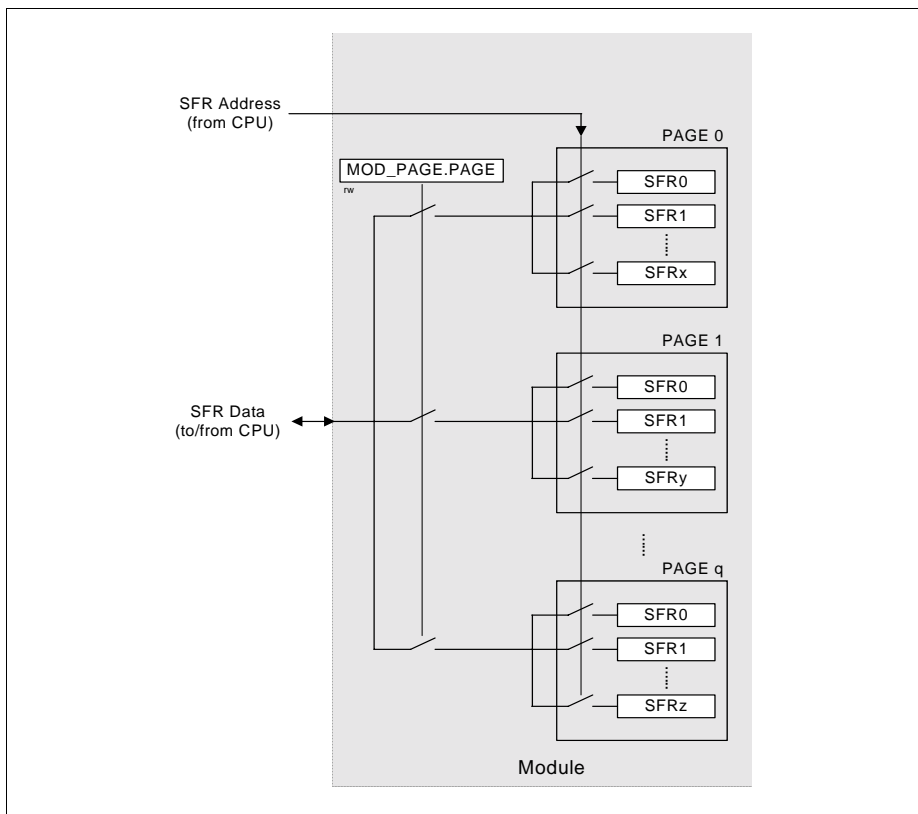 SFR Address
(from CPU)
PAGE 0
MOD_PAGE.PAGE
rw
SFR0
SFR1
SFRx
PAGE 1
SFR0
SFR Data
(to/from CPU)
SFR1
SFRy
PAGE q
SFR0
SFR1
SFRz
Module